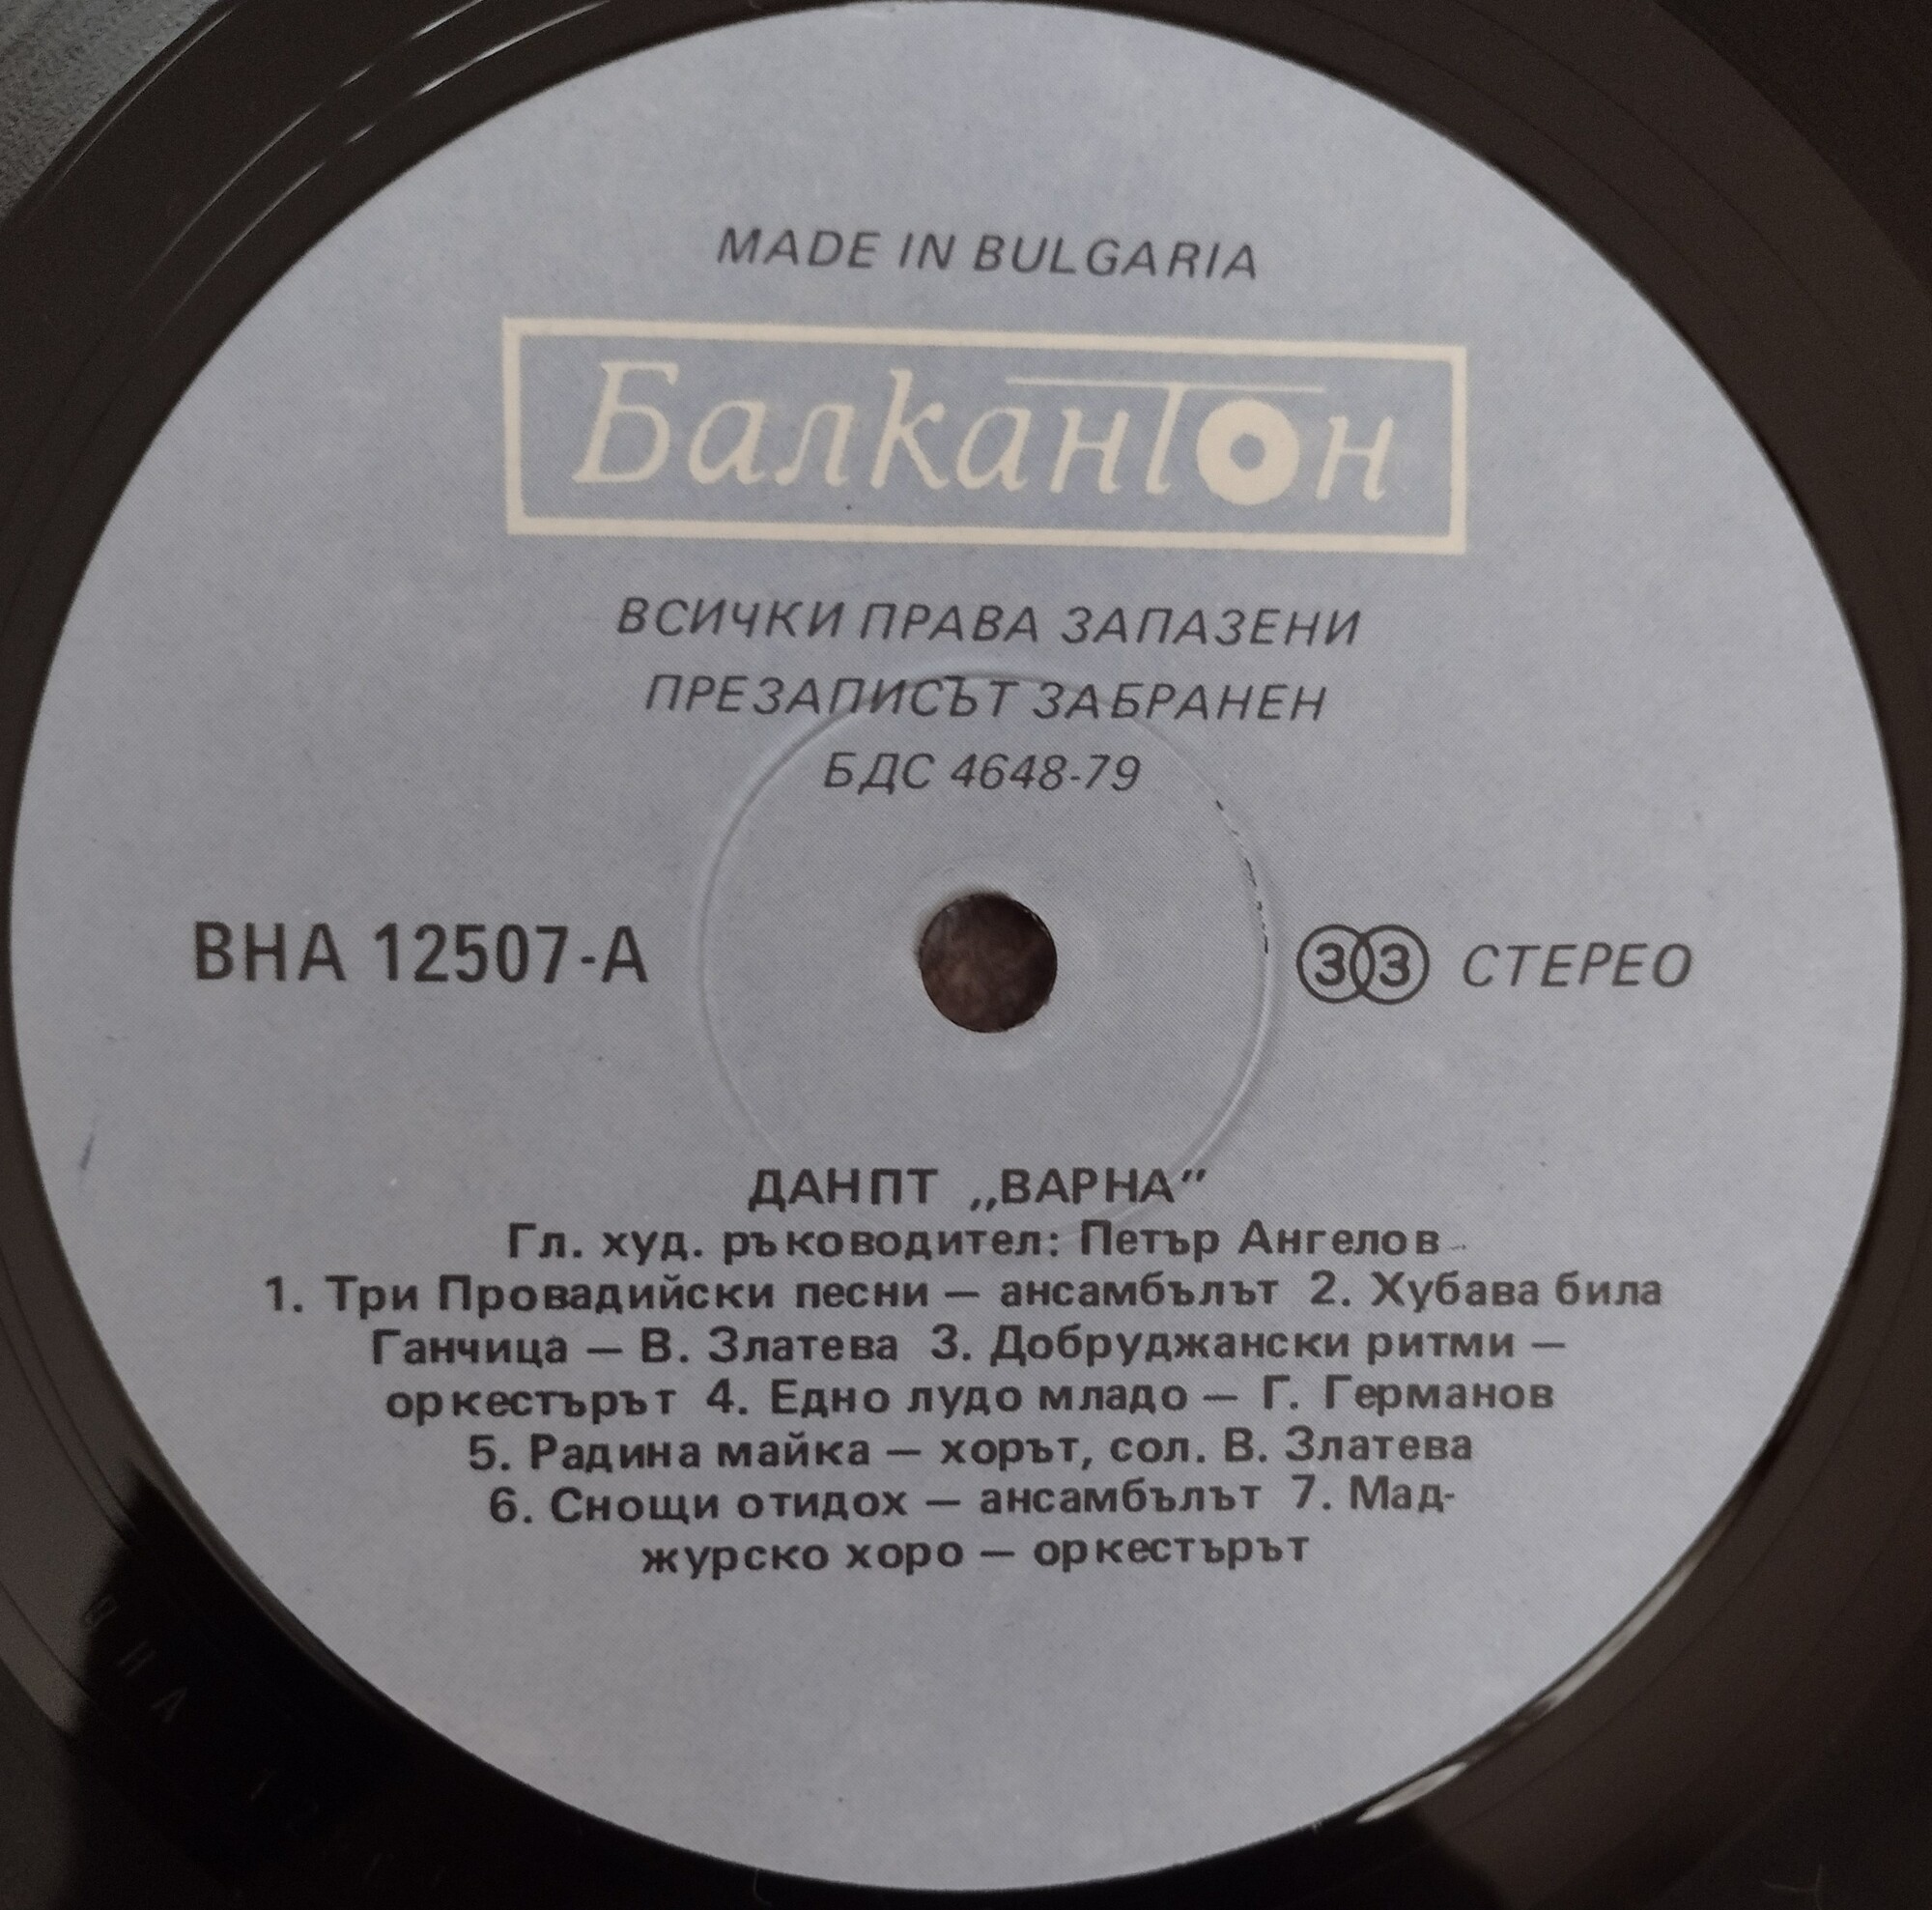 MADE IN BULGARIA
Балкантон
ВСИЧКИ ПРАВА ЗАПАЗЕНИ
ПРЕЗАПИСЪТ ЗАБРАНЕН
БДС 4648-79
ВНА 12507-А
33 СТЕРЕО
ДАНПТ „ВАРНА”
Гл. худ. ръководител: Петър Ангелов
1. Три Провадийски песни — ансамбълът 2. Хубава била
Ганчица — В. Златева 3. Добруджански ритми —
оркестърът 4. Едно лудо младо — Г. Германов
5. Радина майка — хорът, сол. В. Златева
6. Снощи отидох — ансамбълът 7. Мад-
журско хоро — оркестърът